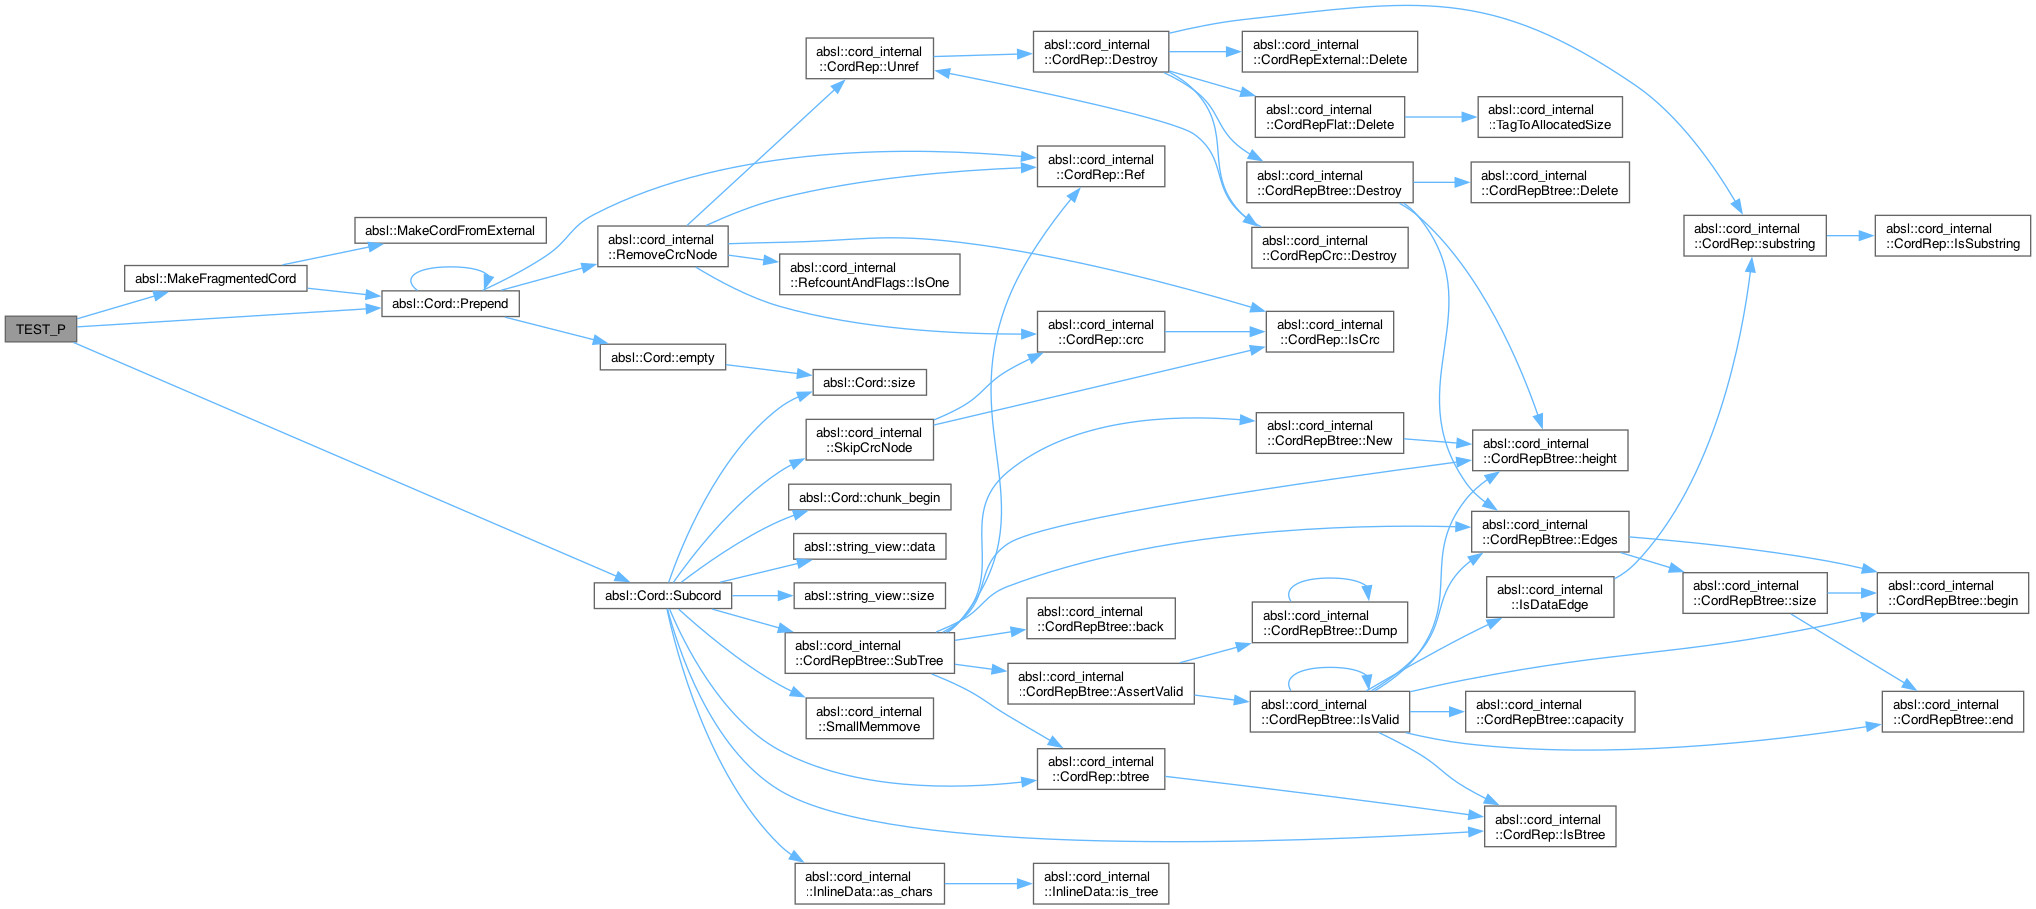 TEST_P
absl::MakeFragmentedCord
absl::MakeCordFromExternal
absl::Cord::Prepend
absl::cord_internal
::RemoveCrcNode
absl::Cord::empty
absl::Cord::Subcord
absl::cord_internal
::CordRep::Unref
absl::cord_internal
::RefcountAndFlags::IsOne
absl::Cord::size
absl::cord_internal
::SkipCrcNode
absl::Cord::chunk_begin
absl::string_view::data
absl::string_view::size
absl::cord_internal
::CordRepBtree::SubTree
absl::cord_internal
::SmallMemmove
absl::cord_internal
::InlineData::as_chars
absl::cord_internal
::CordRep::Destroy
absl::cord_internal
::CordRep::Ref
absl::cord_internal
::CordRep::crc
absl::cord_internal
::CordRepBtree::back
absl::cord_internal
::CordRepBtree::AssertValid
absl::cord_internal
::CordRep::btree
absl::cord_internal
::InlineData::is_tree
absl::cord_internal
::CordRepExternal::Delete
absl::cord_internal
::CordRepFlat::Delete
absl::cord_internal
::CordRepBtree::Destroy
absl::cord_internal
::CordRepCrc::Destroy
absl::cord_internal
::CordRep::IsCrc
absl::cord_internal
::CordRepBtree::New
absl::cord_internal
::CordRepBtree::Dump
absl::cord_internal
::CordRepBtree::IsValid
absl::cord_internal
::TagToAllocatedSize
absl::cord_internal
::CordRepBtree::Delete
absl::cord_internal
::CordRepBtree::height
absl::cord_internal
::CordRepBtree::Edges
absl::cord_internal
::IsDataEdge
absl::cord_internal
::CordRepBtree::capacity
absl::cord_internal
::CordRep::IsBtree
absl::cord_internal
::CordRep::substring
absl::cord_internal
::CordRepBtree::size
absl::cord_internal
::CordRep::IsSubstring
absl::cord_internal
::CordRepBtree::begin
absl::cord_internal
::CordRepBtree::end